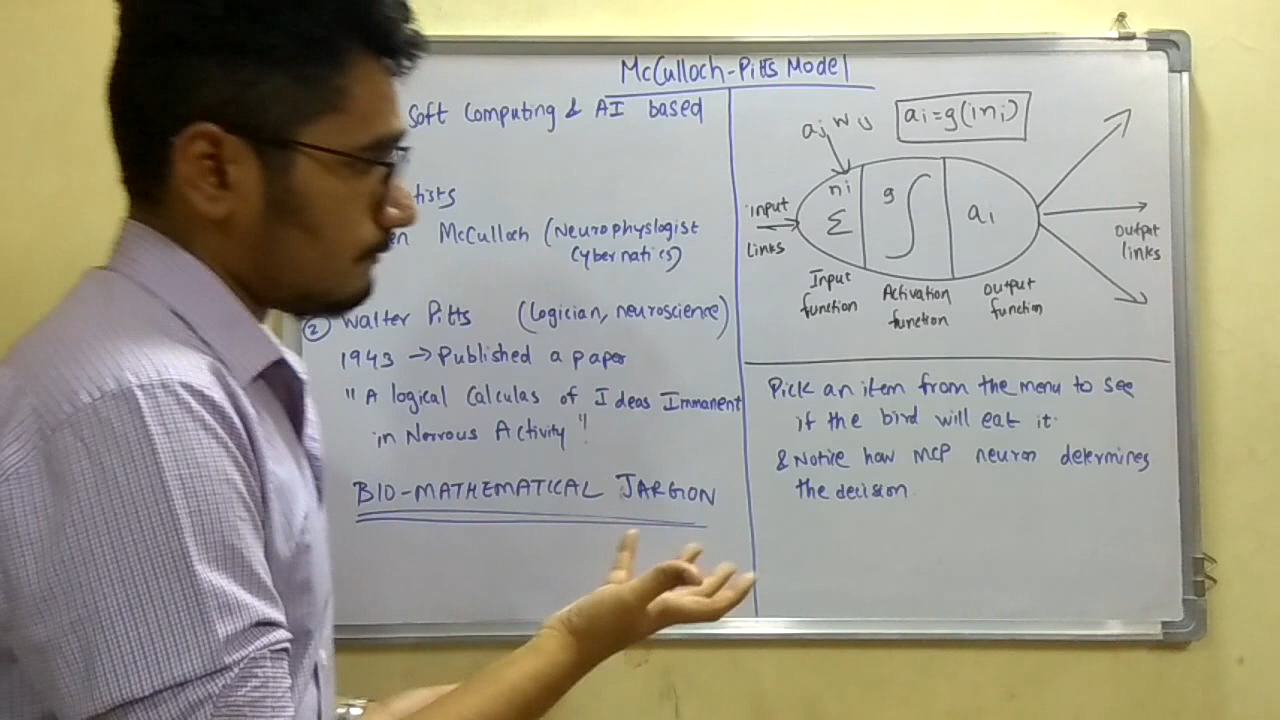 McCulloch-Pitts Model
Soft Computing & AI based
tists
en McCulloch (Neurophyslogist
Cybernatics)
② Walter Pitts (Logician, neuroscience)
1943 → Published a paper
"A logical Calculas of Ideas Immanent
in Nervous Activity"
BIO-MATHEMATICAL JARGON
aj w ij
ai=g(ini)
ni
Σ
g
∫
ai
input
links
Input
function
Activation
function
output
function
output
links
Pick an item from the menu to see
if the bird will eat it.
& Notice how MCP neuron determines
the decision.